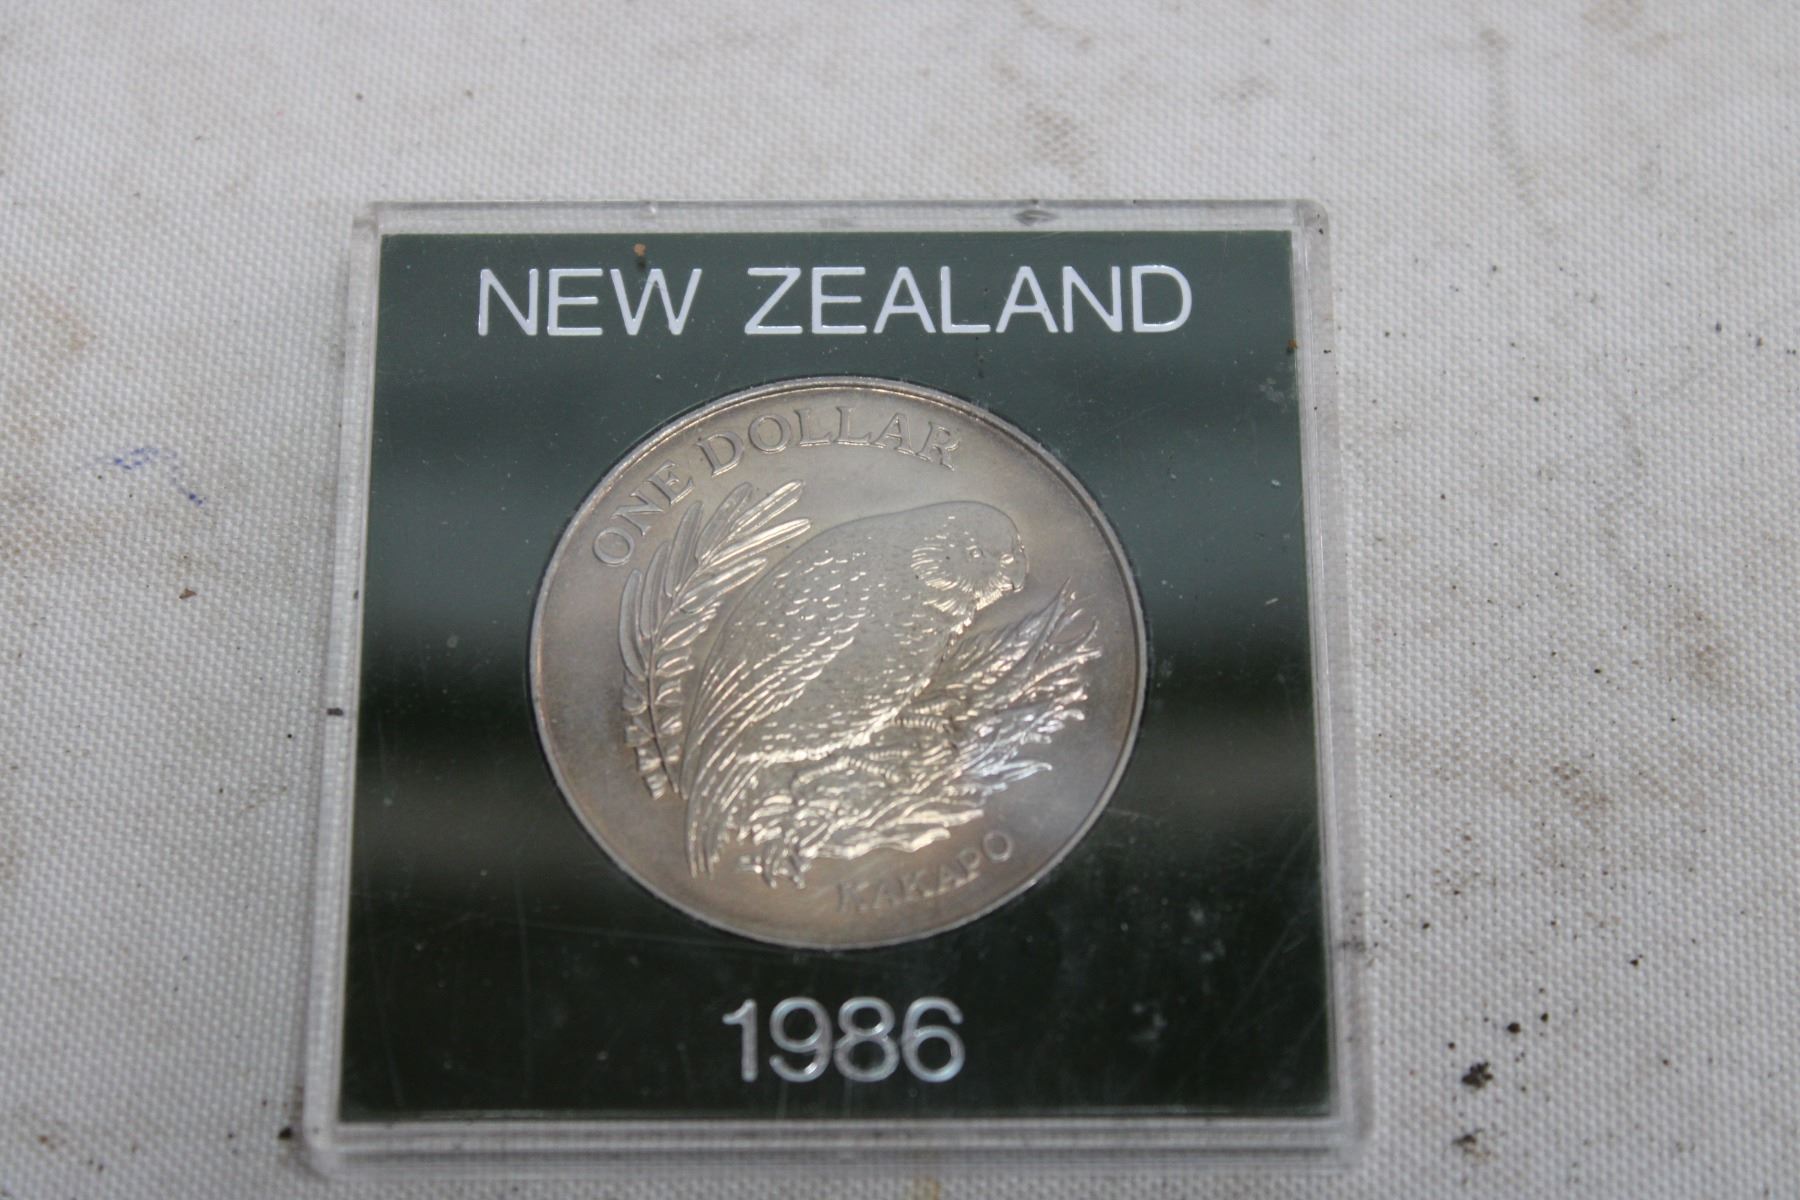 NEW ZEALAND
ONE DOLLAR
KAKAPO
1986